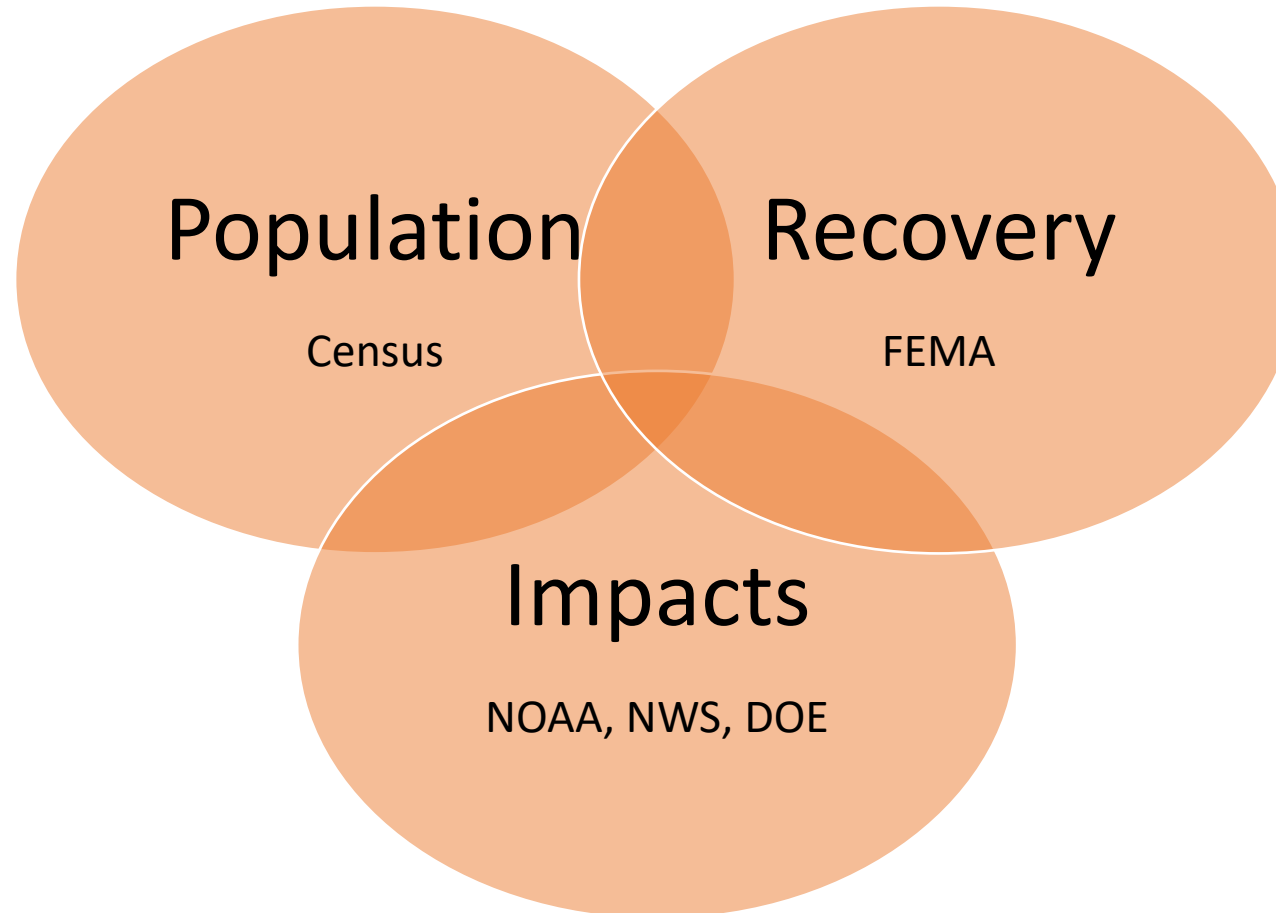 Population
Census
Recovery
FEMA
Impacts
NOAA, NWS, DOE